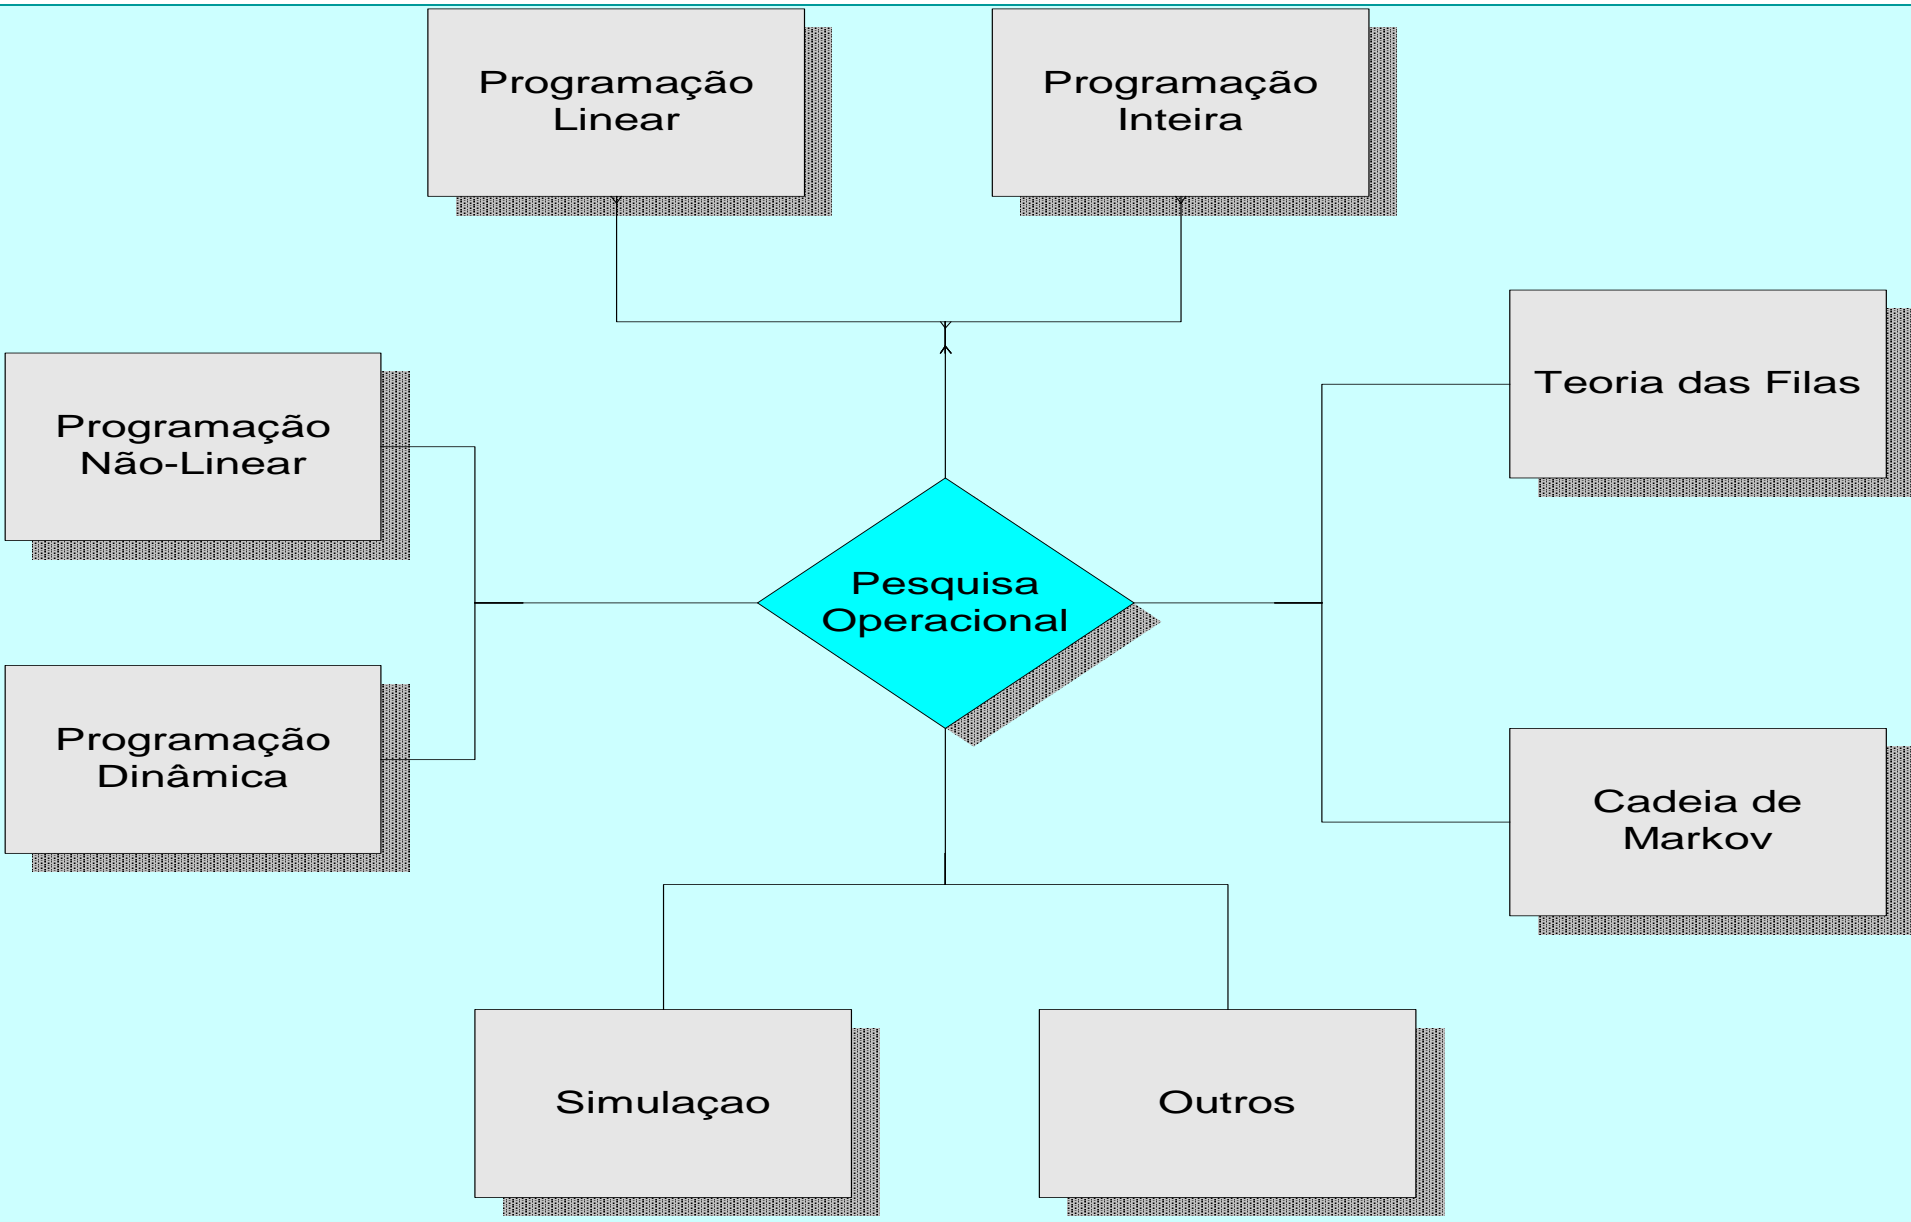 Programação
Linear
Programação
Inteira
Teoria das Filas
Programação
Não-Linear
Pesquisa
Operacional
Programação
Dinâmica
Cadeia de
Markov
Simulaçao
Outros